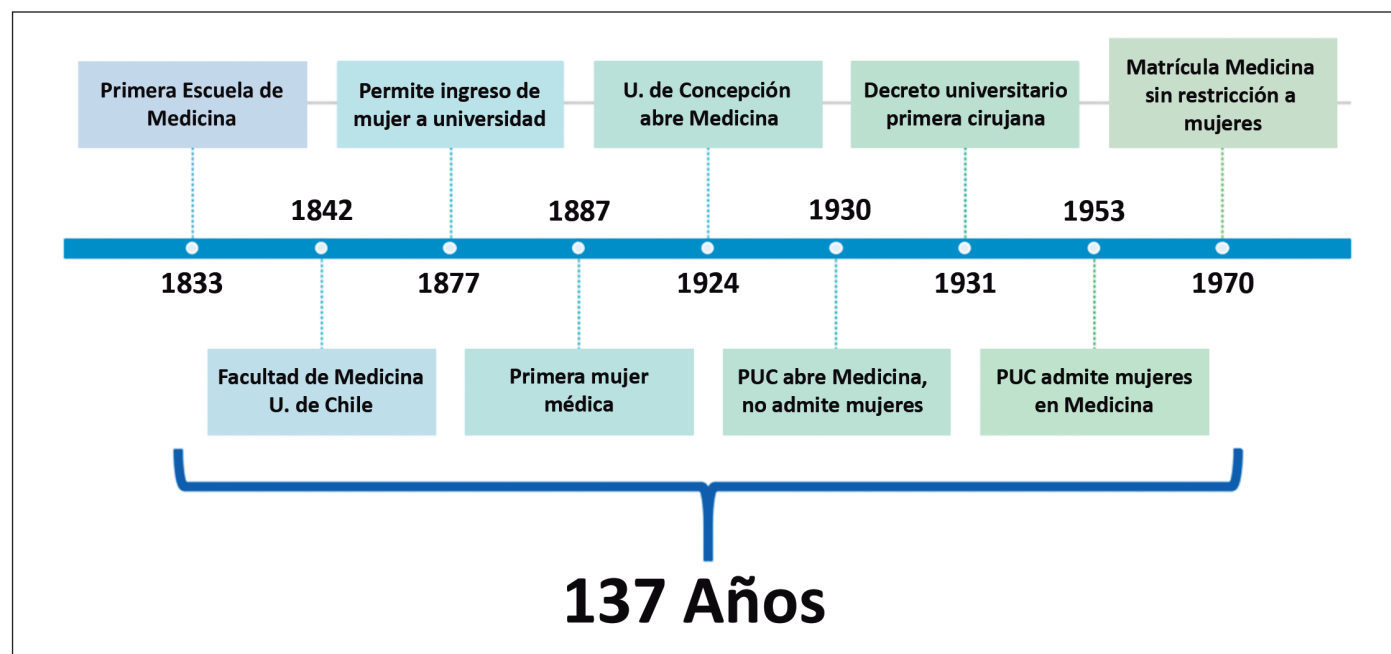 Primera Escuela de
Medicina
Permite ingreso de
mujer a universidad
U. de Concepción
abre Medicina
Decreto universitario
primera cirujana
Matrícula Medicina
sin restricción a
mujeres
1842
1887
1930
1953
1833
1877
1924
1931
1970
Facultad de Medicina
U. de Chile
Primera mujer
médica
PUC abre Medicina,
no admite mujeres
PUC admite mujeres
en Medicina
137 Años